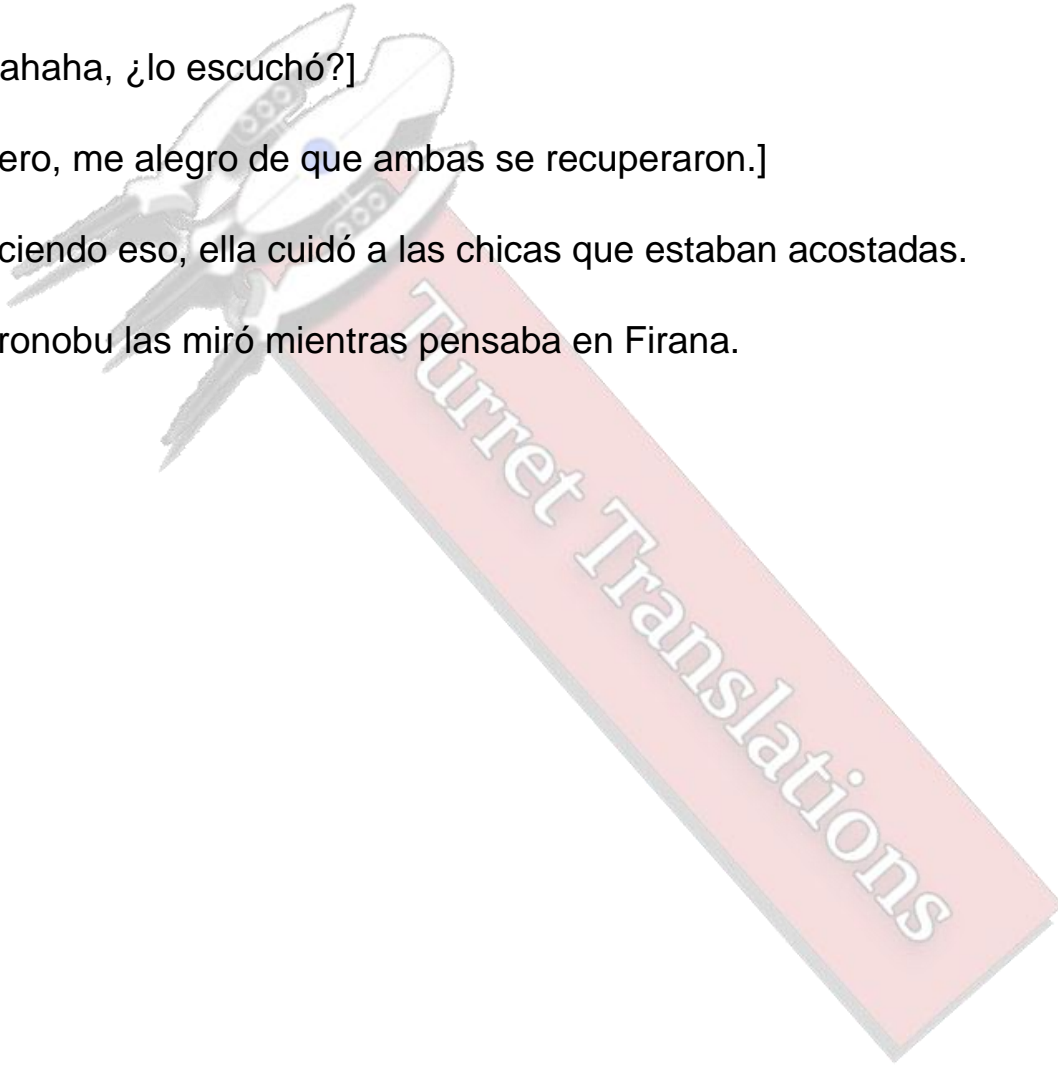 ahaha, ¿lo escuchó?]
ero, me alegro de que ambas se recuperaron.]
ciendo eso, ella cuidó a las chicas que estaban acostadas.
ronobu las miró mientras pensaba en Firana.
Turret Translations